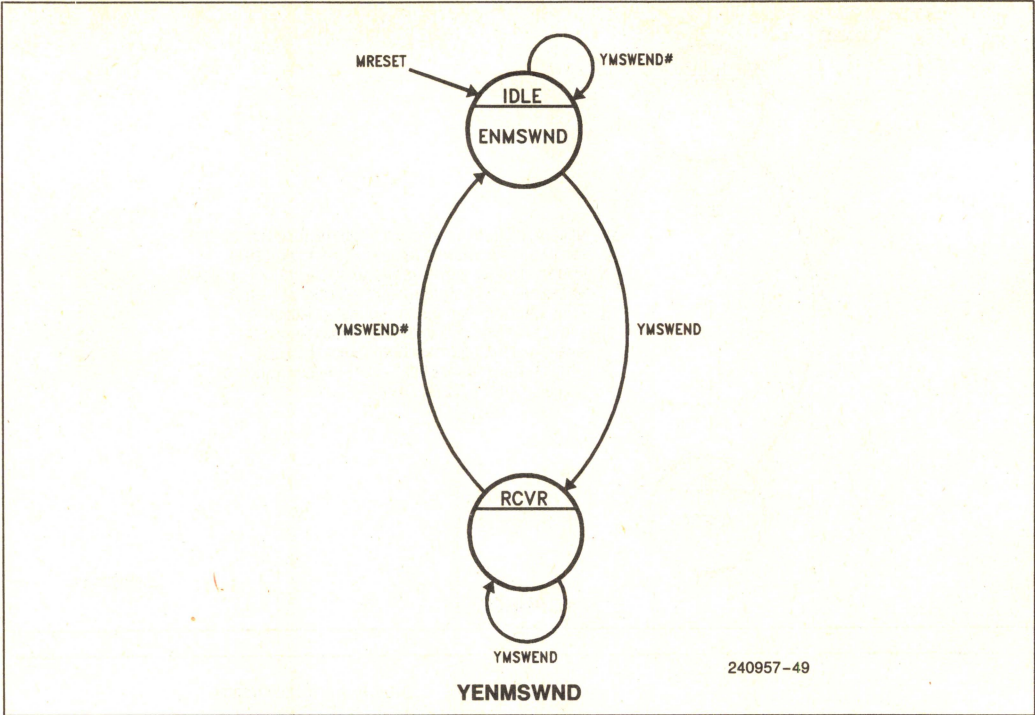 MRESET
YMSWEND#
IDLE
ENMSWND
YMSWEND#
YMSWEND
RCVR
YMSWEND
240957-49
YENMSWND